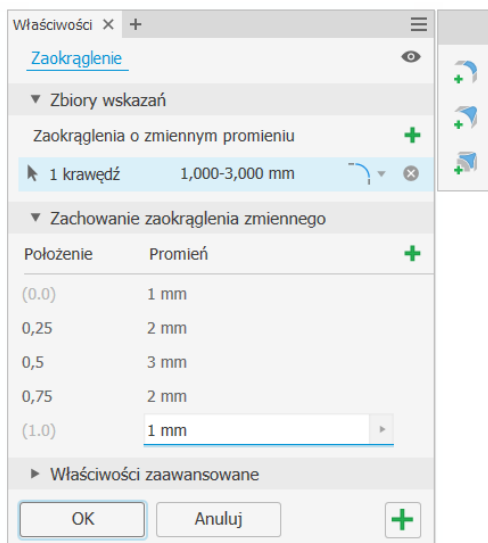 Właściwości
Zaokrąglenie
Zbiory wskazań
Zaokrąglenia o zmiennym promieniu
1 krawędź 1,000-3,000 mm
Zachowanie zaokrąglenia zmiennego
Położenie Promień
(0.0) 1 mm
0,25 2 mm
0,5 3 mm
0,75 2 mm
(1.0) 1 mm
Właściwości zaawansowane
OK Anuluj